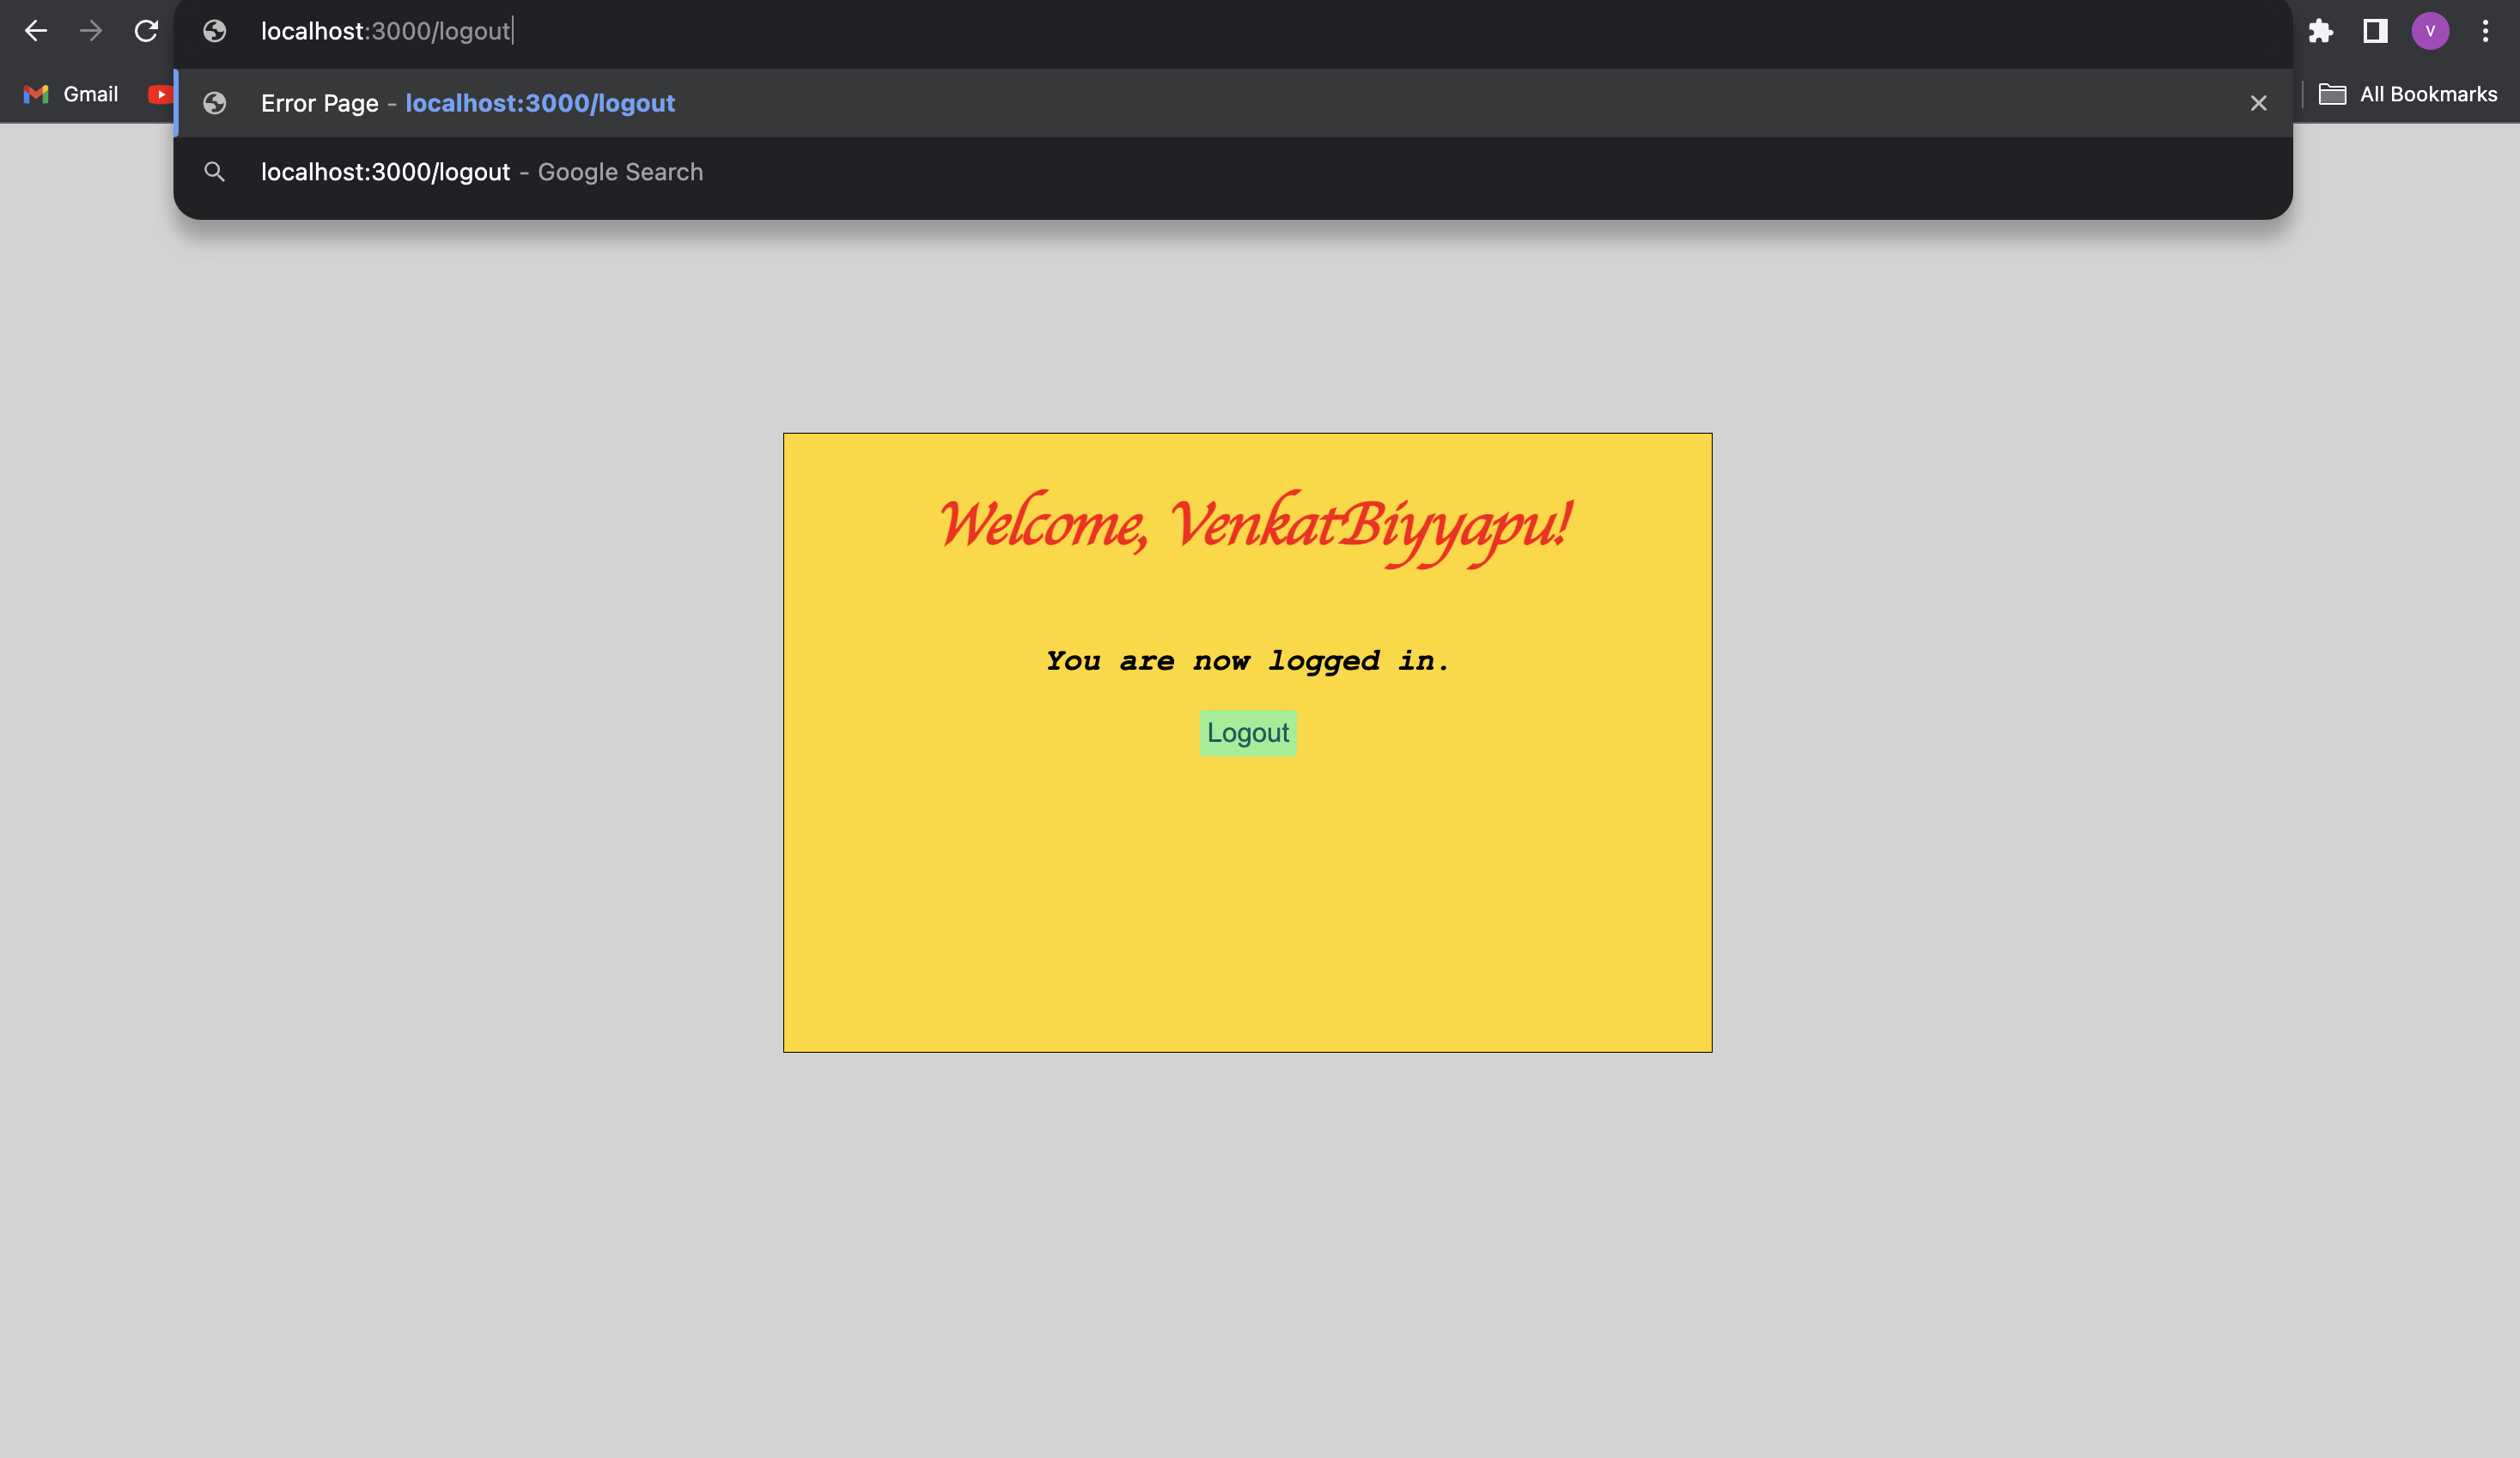 localhost:3000/logout
V
Gmail
Error Page - localhost:3000/logout
All Bookmarks
localhost:3000/logout - Google Search
Welcome, VenkatBiyyapu!
You are now logged in.
Logout